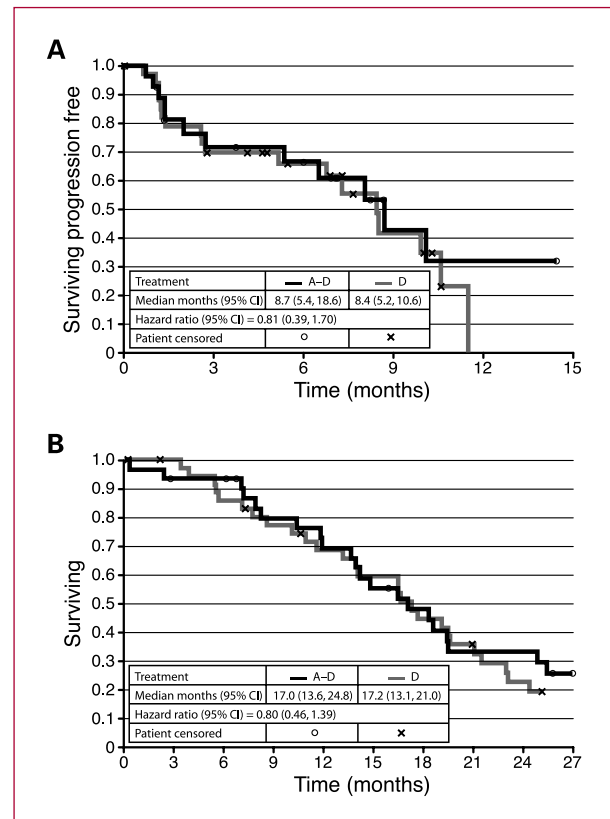 A
Surviving progression free
1.0
0.9
0.8
0.7
0.6
0.5
0.4
0.3
0.2
0.1
0
Treatment A–D D
Median months (95% CI) 8.7 (5.4, 18.6) 8.4 (5.2, 10.6)
Hazard ratio (95% CI) = 0.81 (0.39, 1.70)
Patient censored
0 3 6 9 12 15
Time (months)
B
Surviving
1.0
0.9
0.8
0.7
0.6
0.5
0.4
0.3
0.2
0.1
0
Treatment A–D D
Median months (95% CI) 17.0 (13.6, 24.8) 17.2 (13.1, 21.0)
Hazard ratio (95% CI) = 0.80 (0.46, 1.39)
Patient censored
0 3 6 9 12 15 18 21 24 27
Time (months)